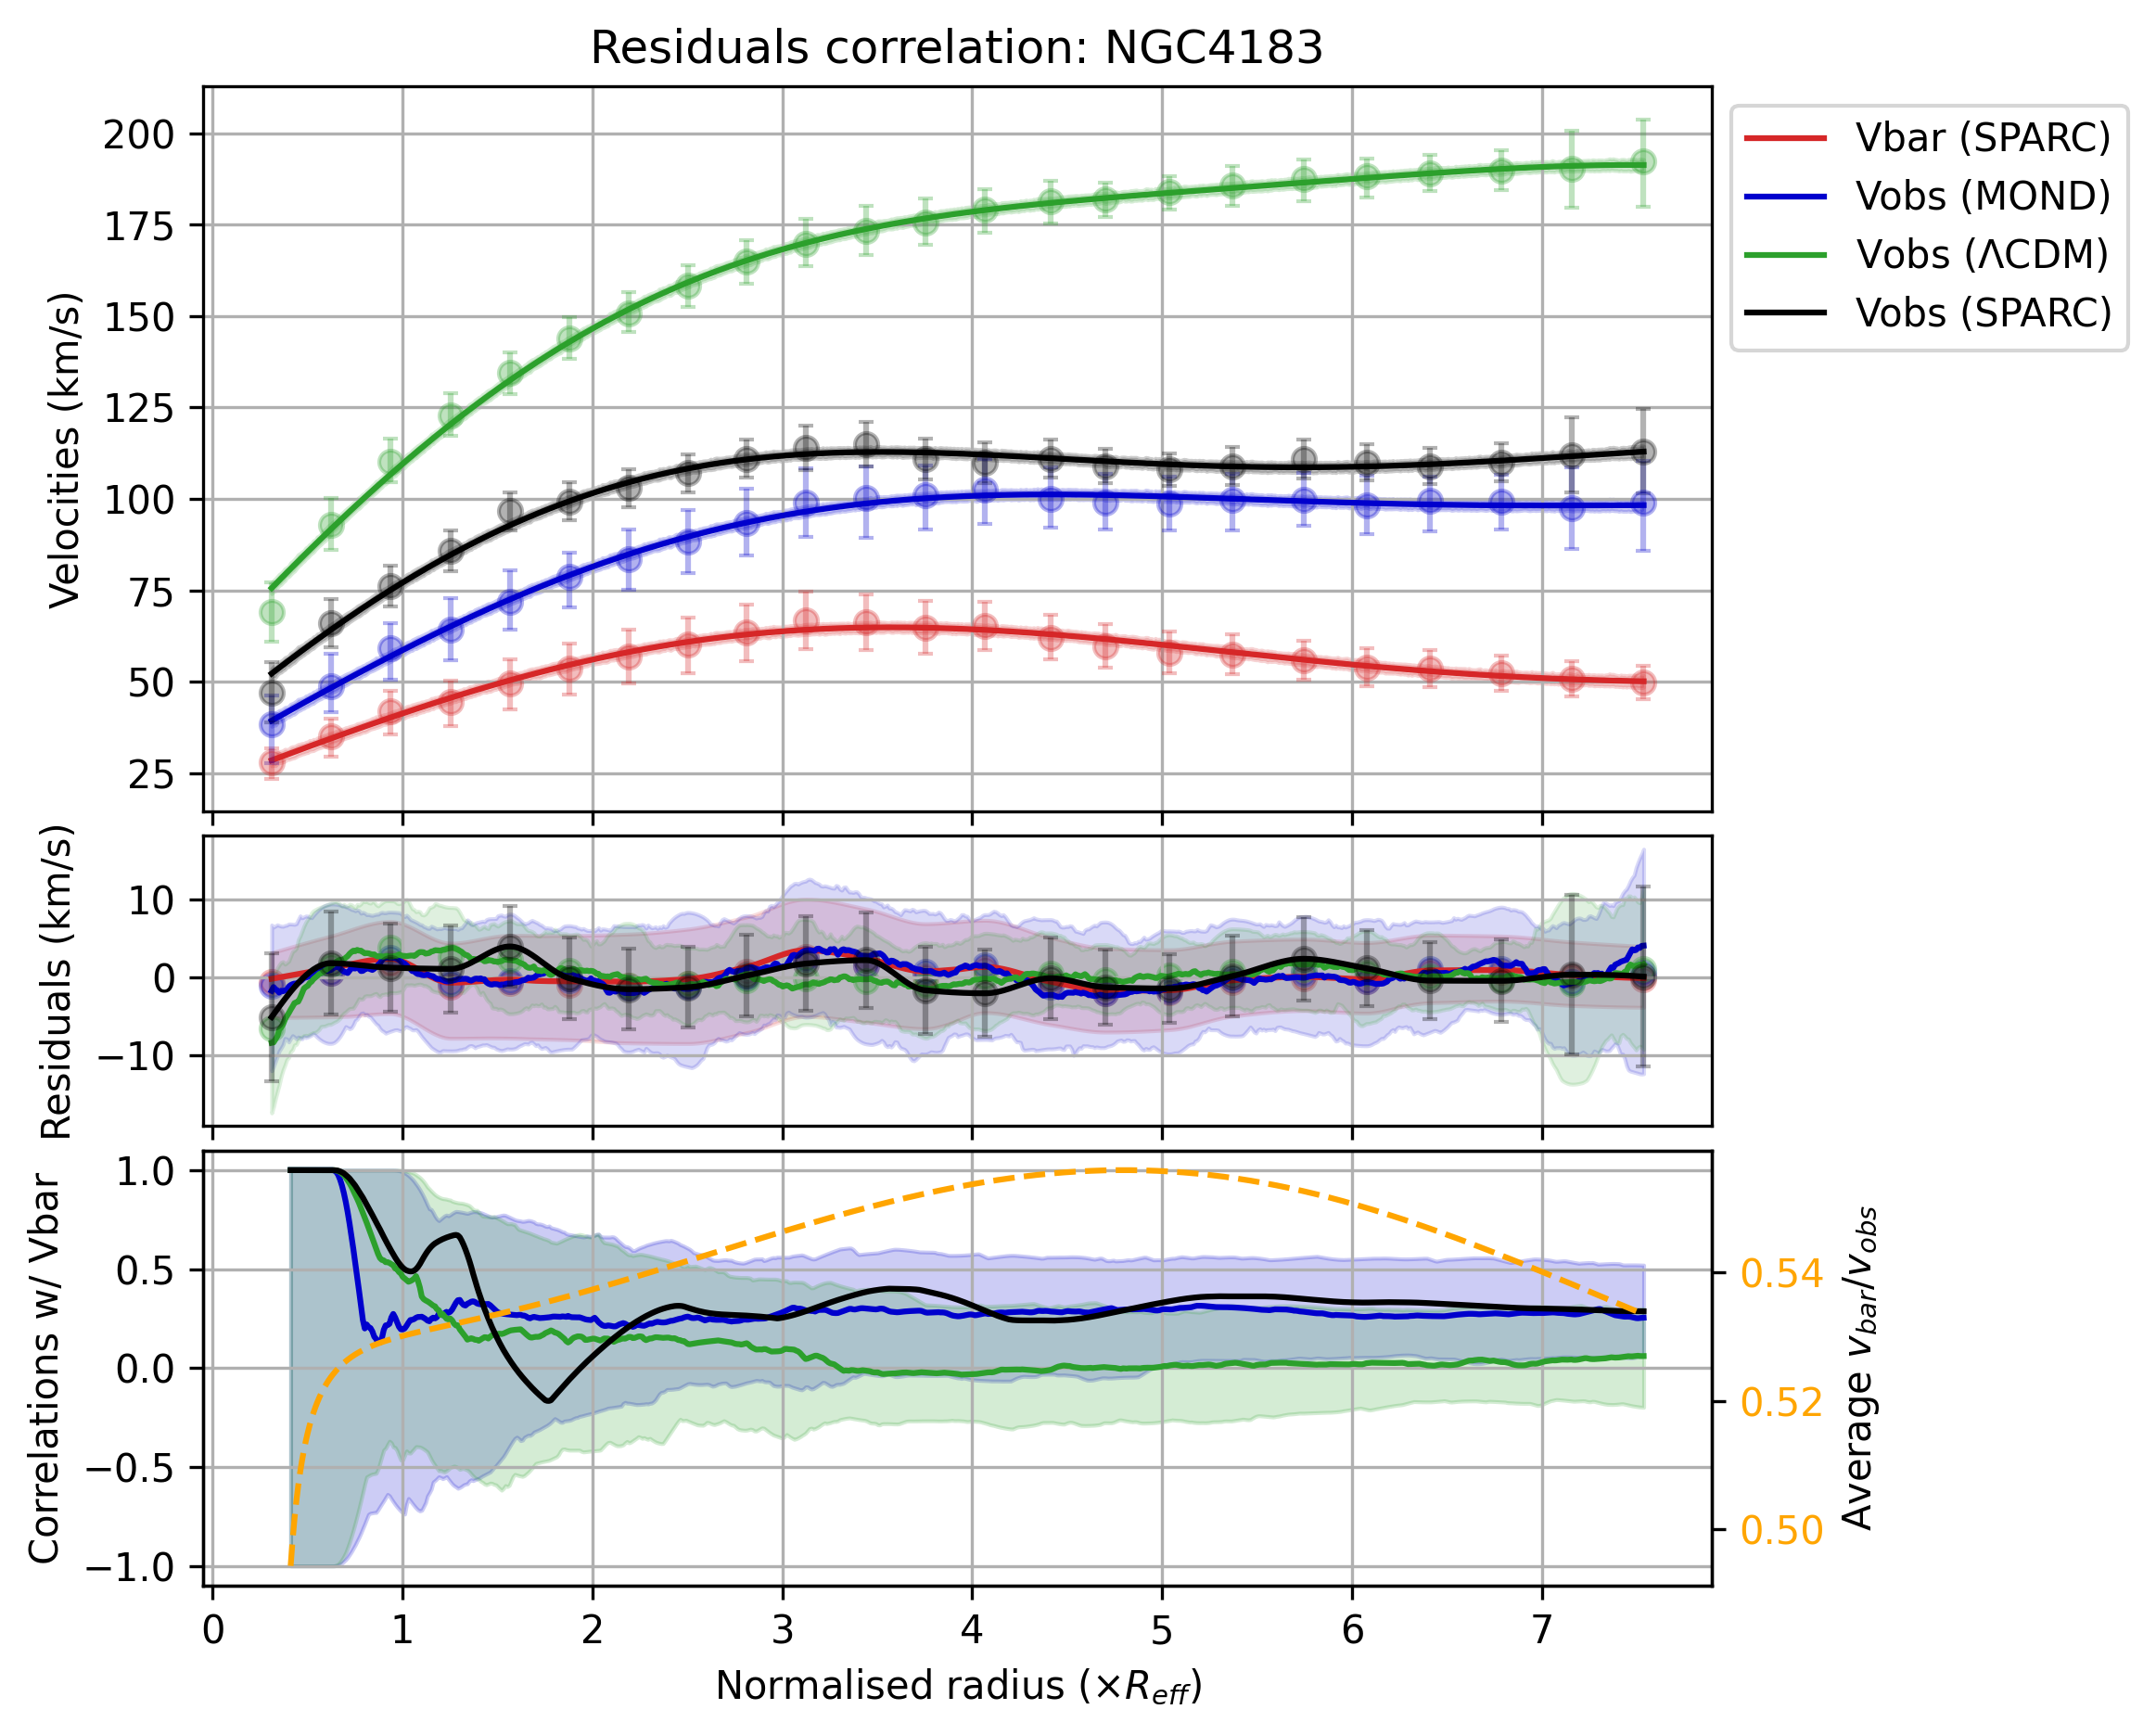 Residuals correlation: NGC4183
Velocities (km/s)
200
175
150
125
100
75
50
25
Vbar (SPARC)
Vobs (MOND)
Vobs (ΛCDM)
Vobs (SPARC)
Residuals (km/s)
10
0
−10
Correlations w/ Vbar
1.0
0.5
0.0
−0.5
−1.0
0.54
0.52
0.50
Average v_bar/v_obs
0 1 2 3 4 5 6 7
Normalised radius (×R_eff)